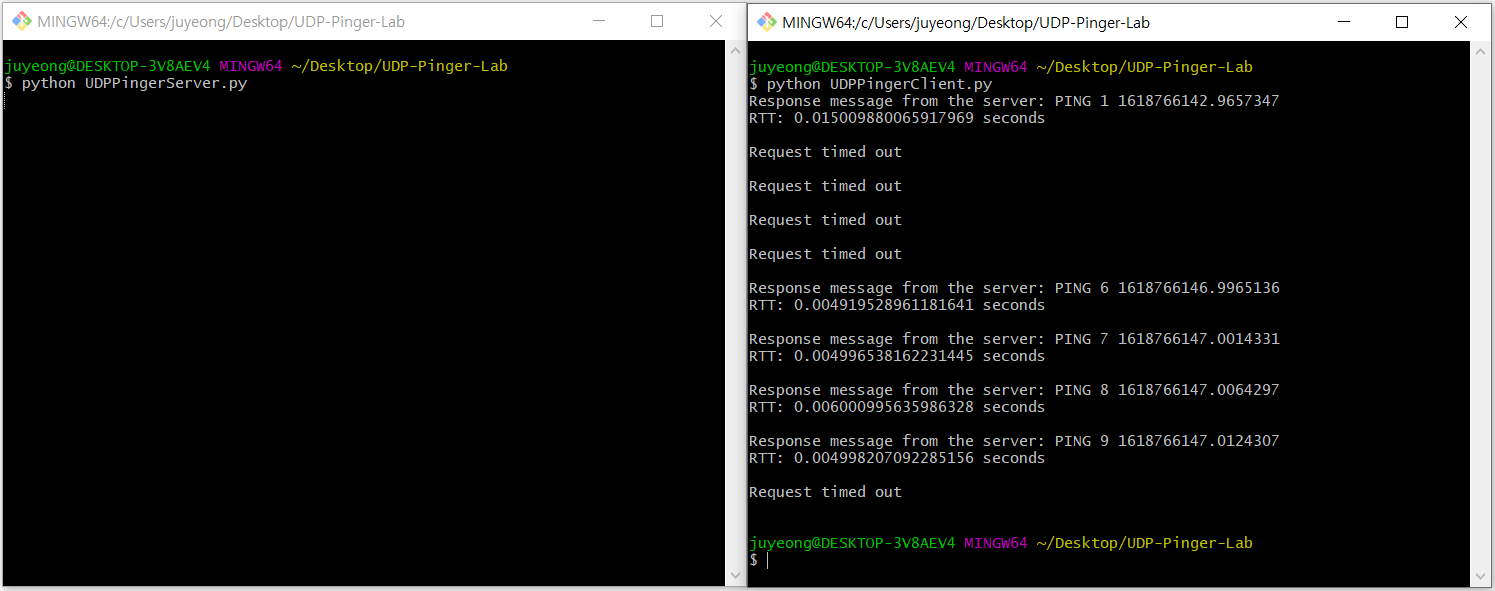 MINGW64:/c/Users/juyeong/Desktop/UDP-Pinger-Lab
juyeong@DESKTOP-3V8AEV4 MINGW64 ~/Desktop/UDP-Pinger-Lab
$ python UDPPingerServer.py
MINGW64:/c/Users/juyeong/Desktop/UDP-Pinger-Lab
juyeong@DESKTOP-3V8AEV4 MINGW64 ~/Desktop/UDP-Pinger-Lab
$ python UDPPingerClient.py
Response message from the server: PING 1 1618766142.9657347
RTT: 0.015009880065917969 seconds
Request timed out
Request timed out
Request timed out
Request timed out
Response message from the server: PING 6 1618766146.9965136
RTT: 0.004919528961181641 seconds
Response message from the server: PING 7 1618766147.0014331
RTT: 0.004996538162231445 seconds
Response message from the server: PING 8 1618766147.0064297
RTT: 0.006000995635986328 seconds
Response message from the server: PING 9 1618766147.0124307
RTT: 0.004998207092285156 seconds
Request timed out
juyeong@DESKTOP-3V8AEV4 MINGW64 ~/Desktop/UDP-Pinger-Lab
$